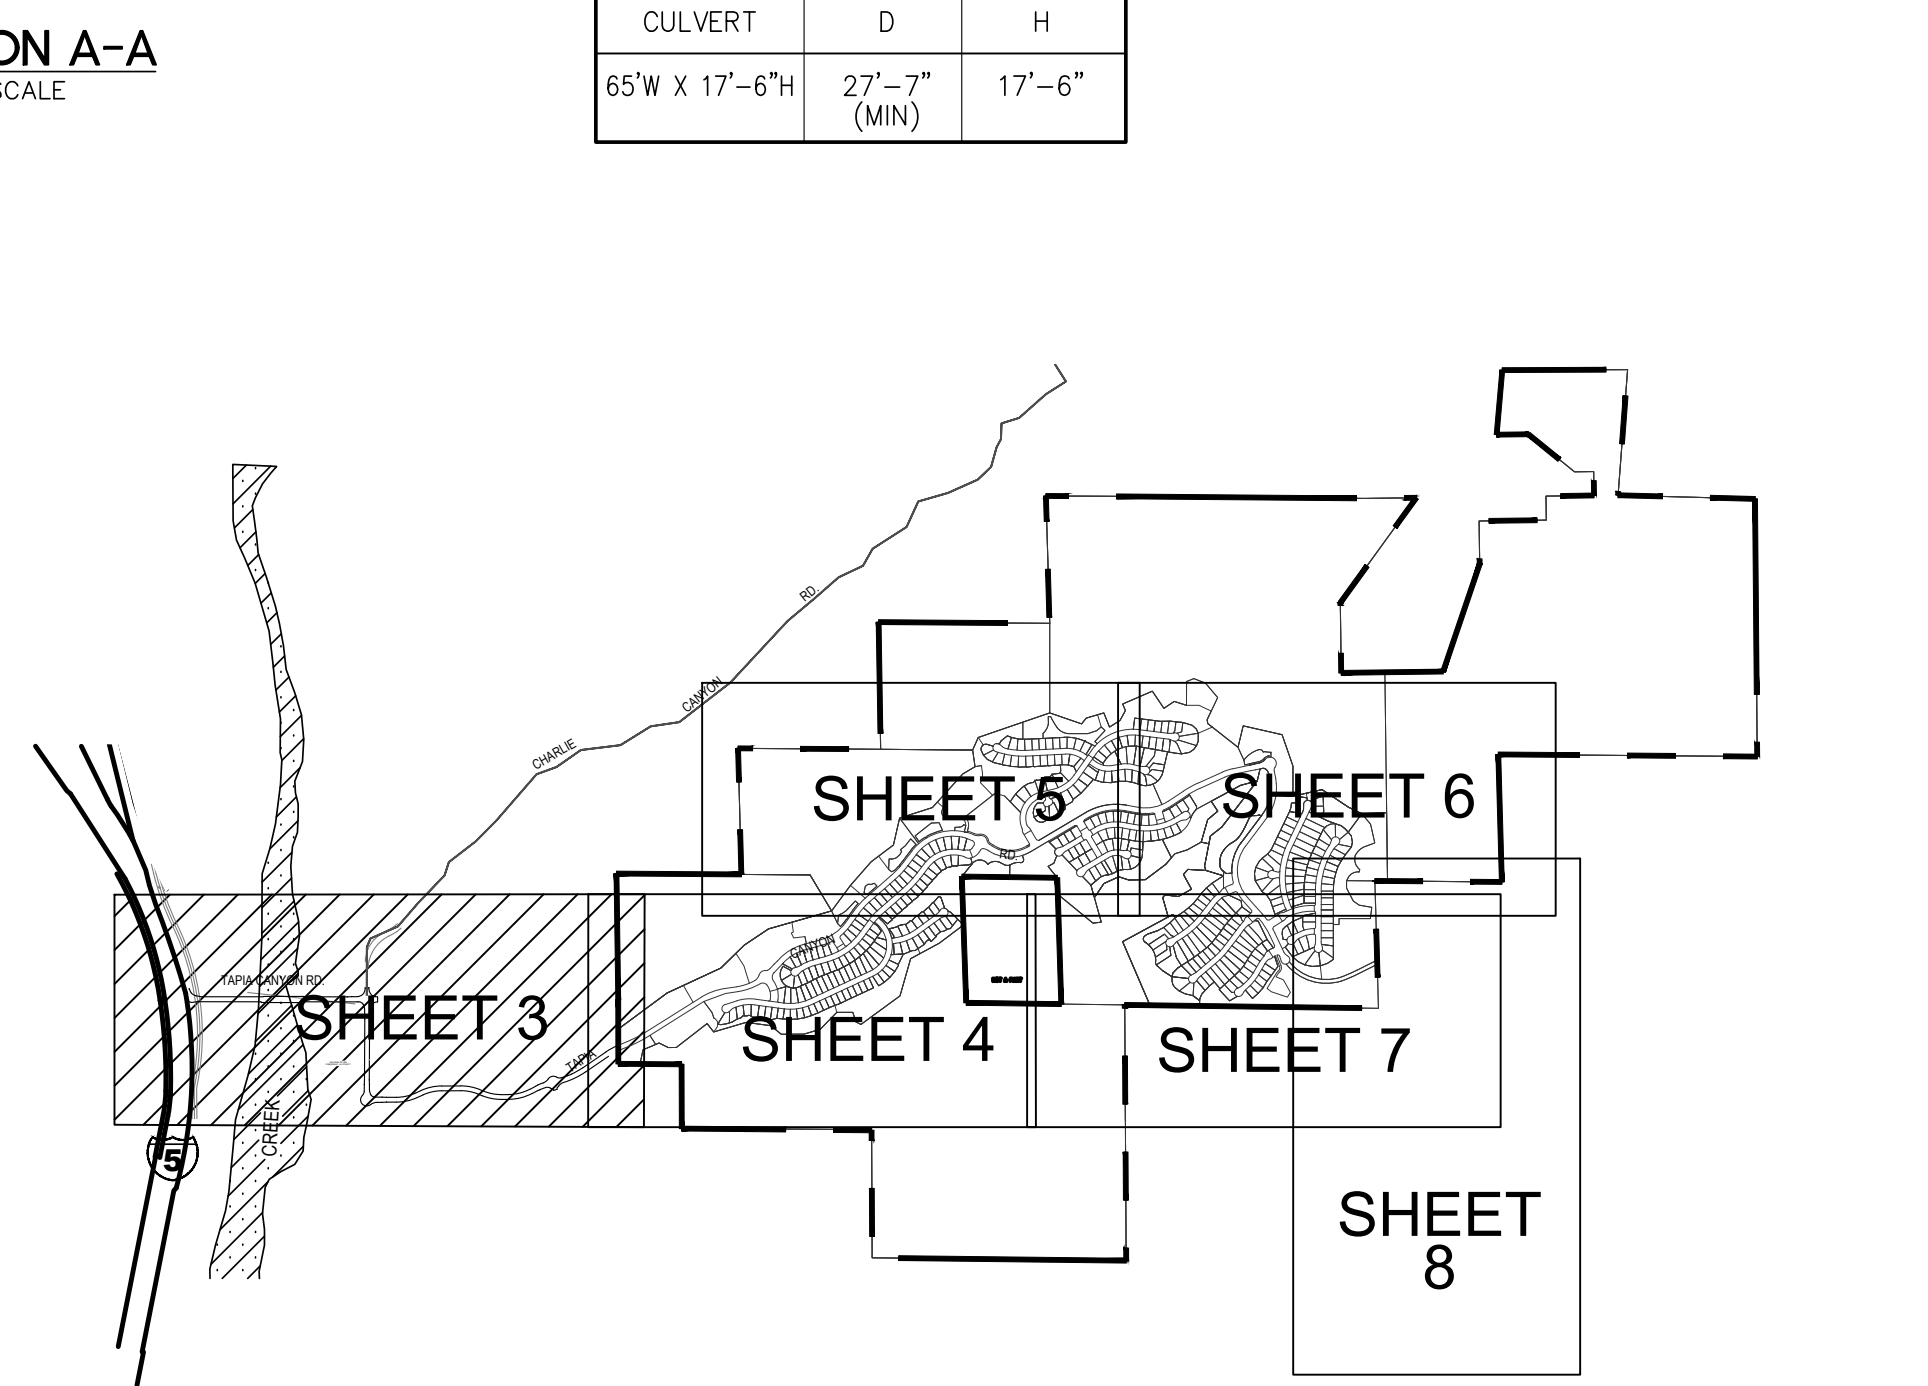 ON A-A
SCALE
CULVERT D H
65'W X 17'-6"H 27'-7" 17'-6"
(MIN)
RD.
CANYON
CHARLIE
SHEET 5
SHEET 6
RD.
CANYON
TAPIA CANYON RD.
SHEET 3
SHEET 4
SHEET 7
TAPIA
CREEK
5
SHEET
8